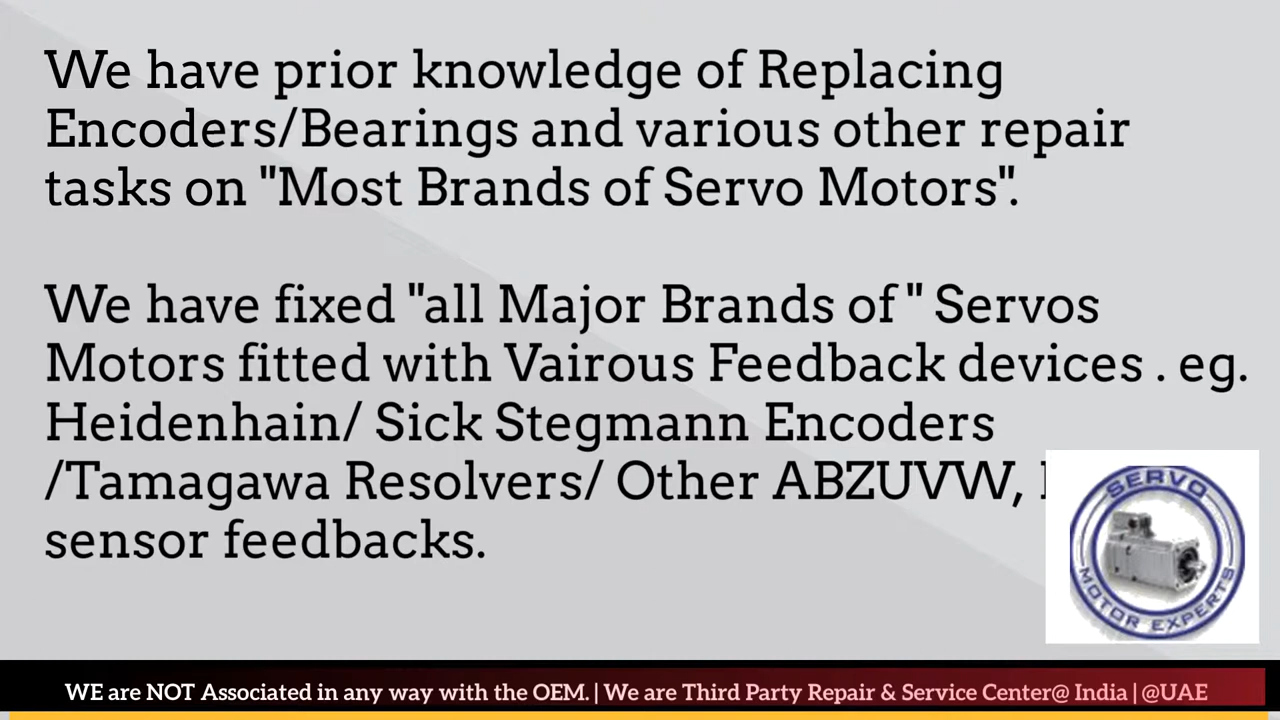 We have prior knowledge of Replacing
Encoders/Bearings and various other repair
tasks on "Most Brands of Servo Motors".
We have fixed "all Major Brands of " Servos
Motors fitted with Vairous Feedback devices . eg.
Heidenhain/ Sick Stegmann Encoders
/Tamagawa Resolvers/ Other ABZUVW,
sensor feedbacks.
SERVO
MOTOR EXPERTS
WE are NOT Associated in any way with the OEM. | We are Third Party Repair & Service Center@ India | @UAE